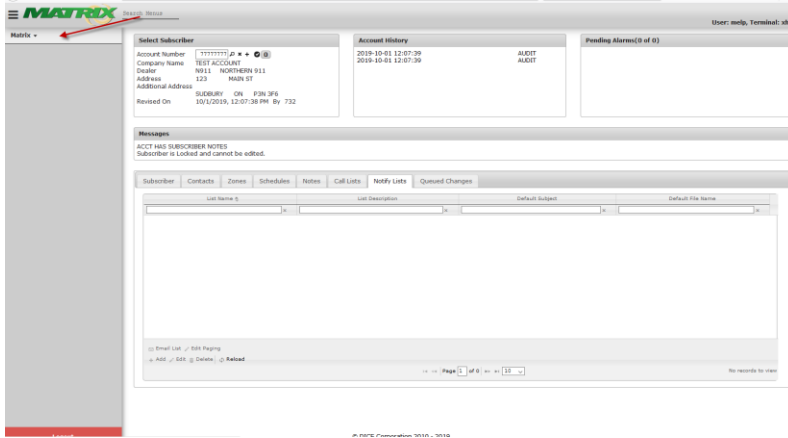 MATRIX
Search Menus
User: melp, Terminal:
Matrix
Select Subscriber
Account Number ????????
Company Name TEST ACCOUNT
Dealer N911 NORTHERN 911
Address 123 MAIN ST
Additional Address
SUDBURY ON P3N 3F6
Revised On 10/1/2019, 12:07:38 PM By 732
Account History
2019-10-01 12:07:39 AUDIT
2019-10-01 12:07:39 AUDIT
Pending Alarms(0 of 0)
Messages
ACCT HAS SUBSCRIBER NOTES
Subscriber is Locked and cannot be edited.
Subscriber Contacts Zones Schedules Notes Call Lists Notify Lists Queued Changes
List Name List Description Default Subject Default File Name
x x x x
Email List Edit Paging
+ Add Edit Delete Reload
Page 1 of 0 10 No records to view
Logout
© DICE Corporation 2010 - 2019